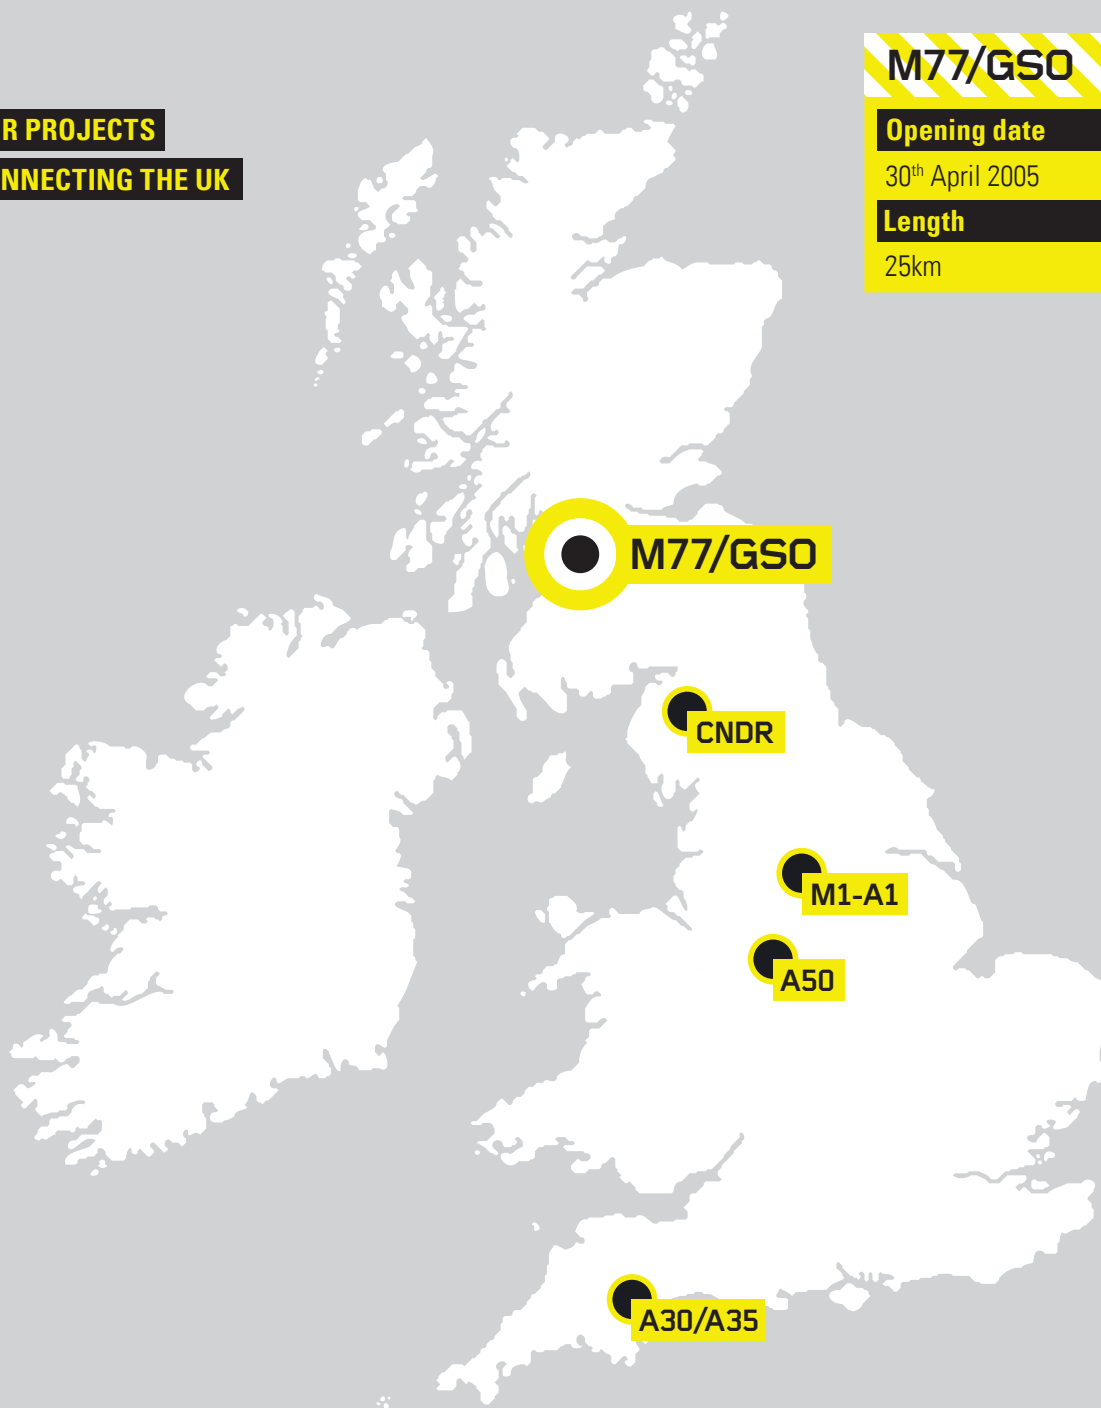 R PROJECTS
NNECTING THE UK
M77/GSO
Opening date
30th April 2005
Length
25km
M77/GSO
CNDR
M1-A1
A50
A30/A35